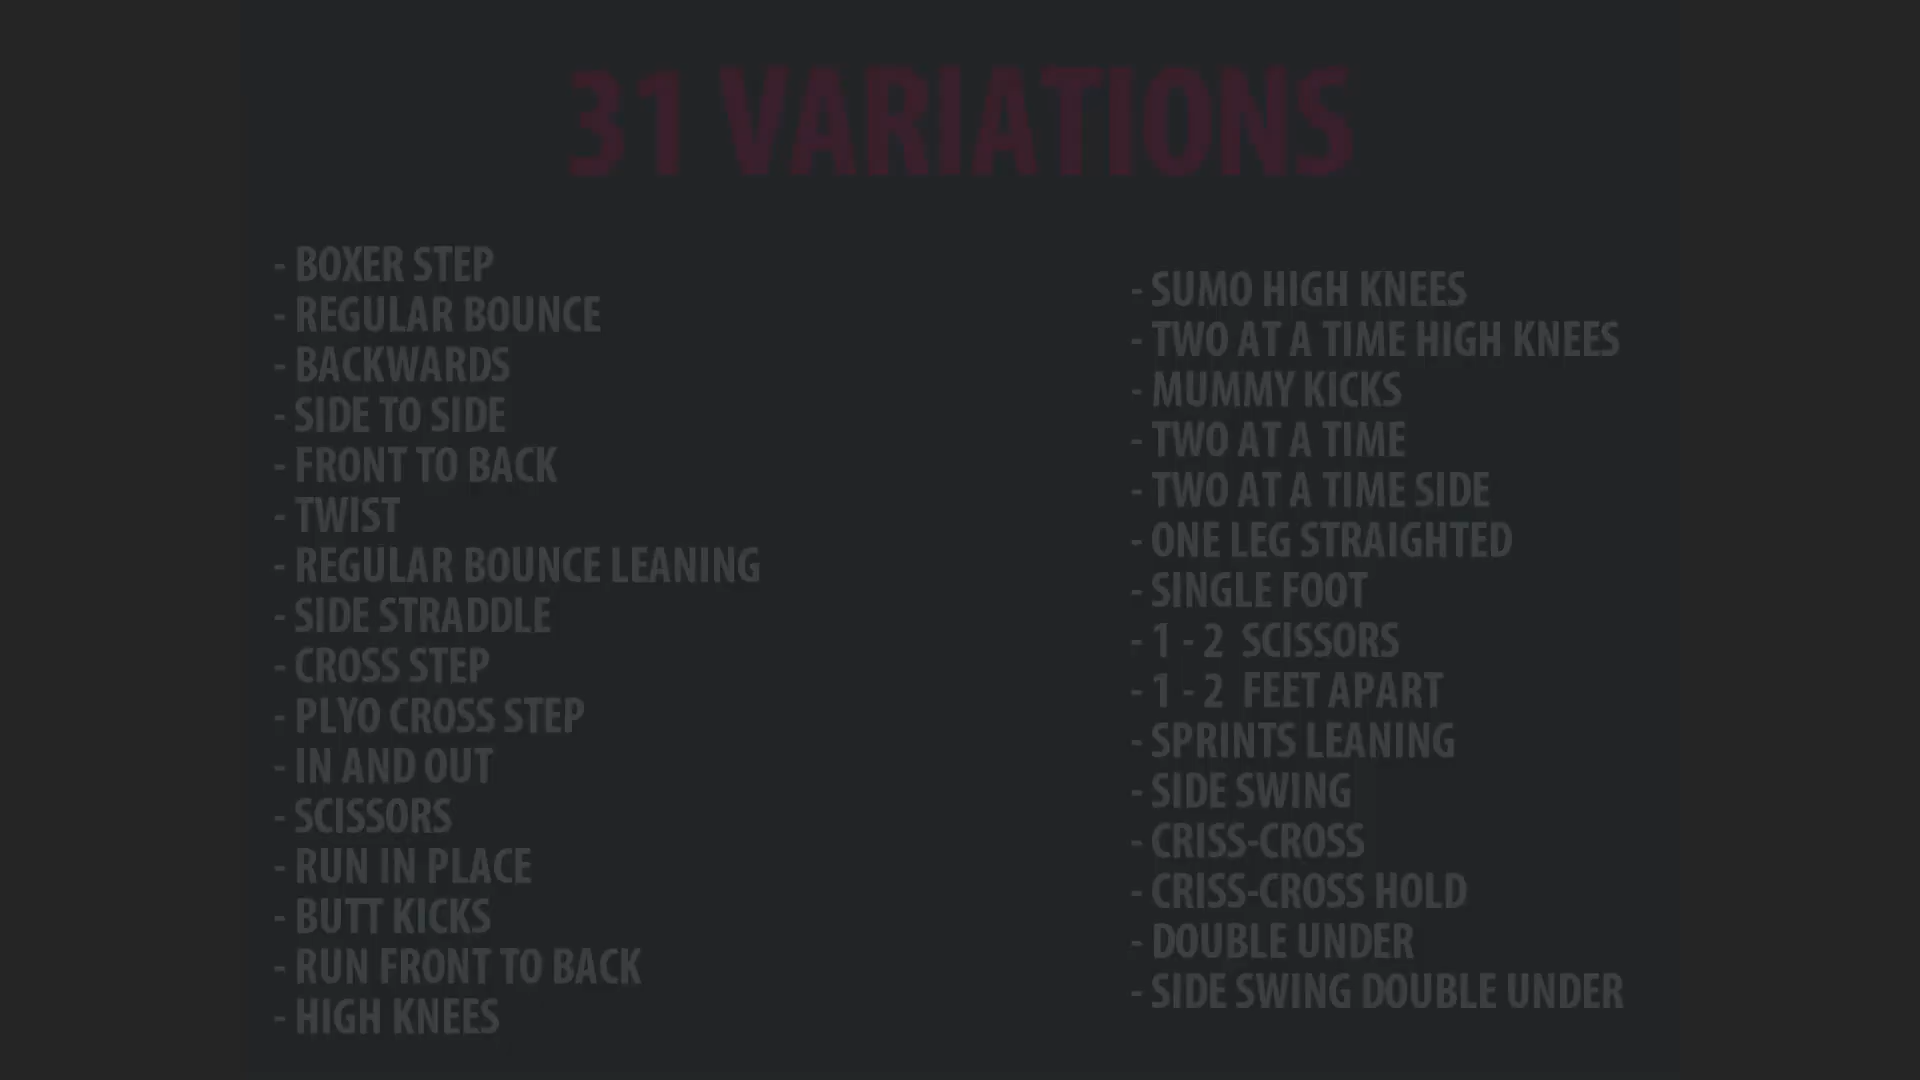 31 VARIATIONS
- BOXER STEP
- REGULAR BOUNCE
- BACKWARDS
- SIDE TO SIDE
- FRONT TO BACK
- TWIST
- REGULAR BOUNCE LEANING
- SIDE STRADDLE
- CROSS STEP
- PLYO CROSS STEP
- IN AND OUT
- SCISSORS
- RUN IN PLACE
- BUTT KICKS
- RUN FRONT TO BACK
- HIGH KNEES
- SUMO HIGH KNEES
- TWO AT A TIME HIGH KNEES
- MUMMY KICKS
- TWO AT A TIME
- TWO AT A TIME SIDE
- ONE LEG STRAIGHTED
- SINGLE FOOT
- 1 - 2 SCISSORS
- 1 - 2 FEET APART
- SPRINTS LEANING
- SIDE SWING
- CRISS-CROSS
- CRISS-CROSS HOLD
- DOUBLE UNDER
- SIDE SWING DOUBLE UNDER